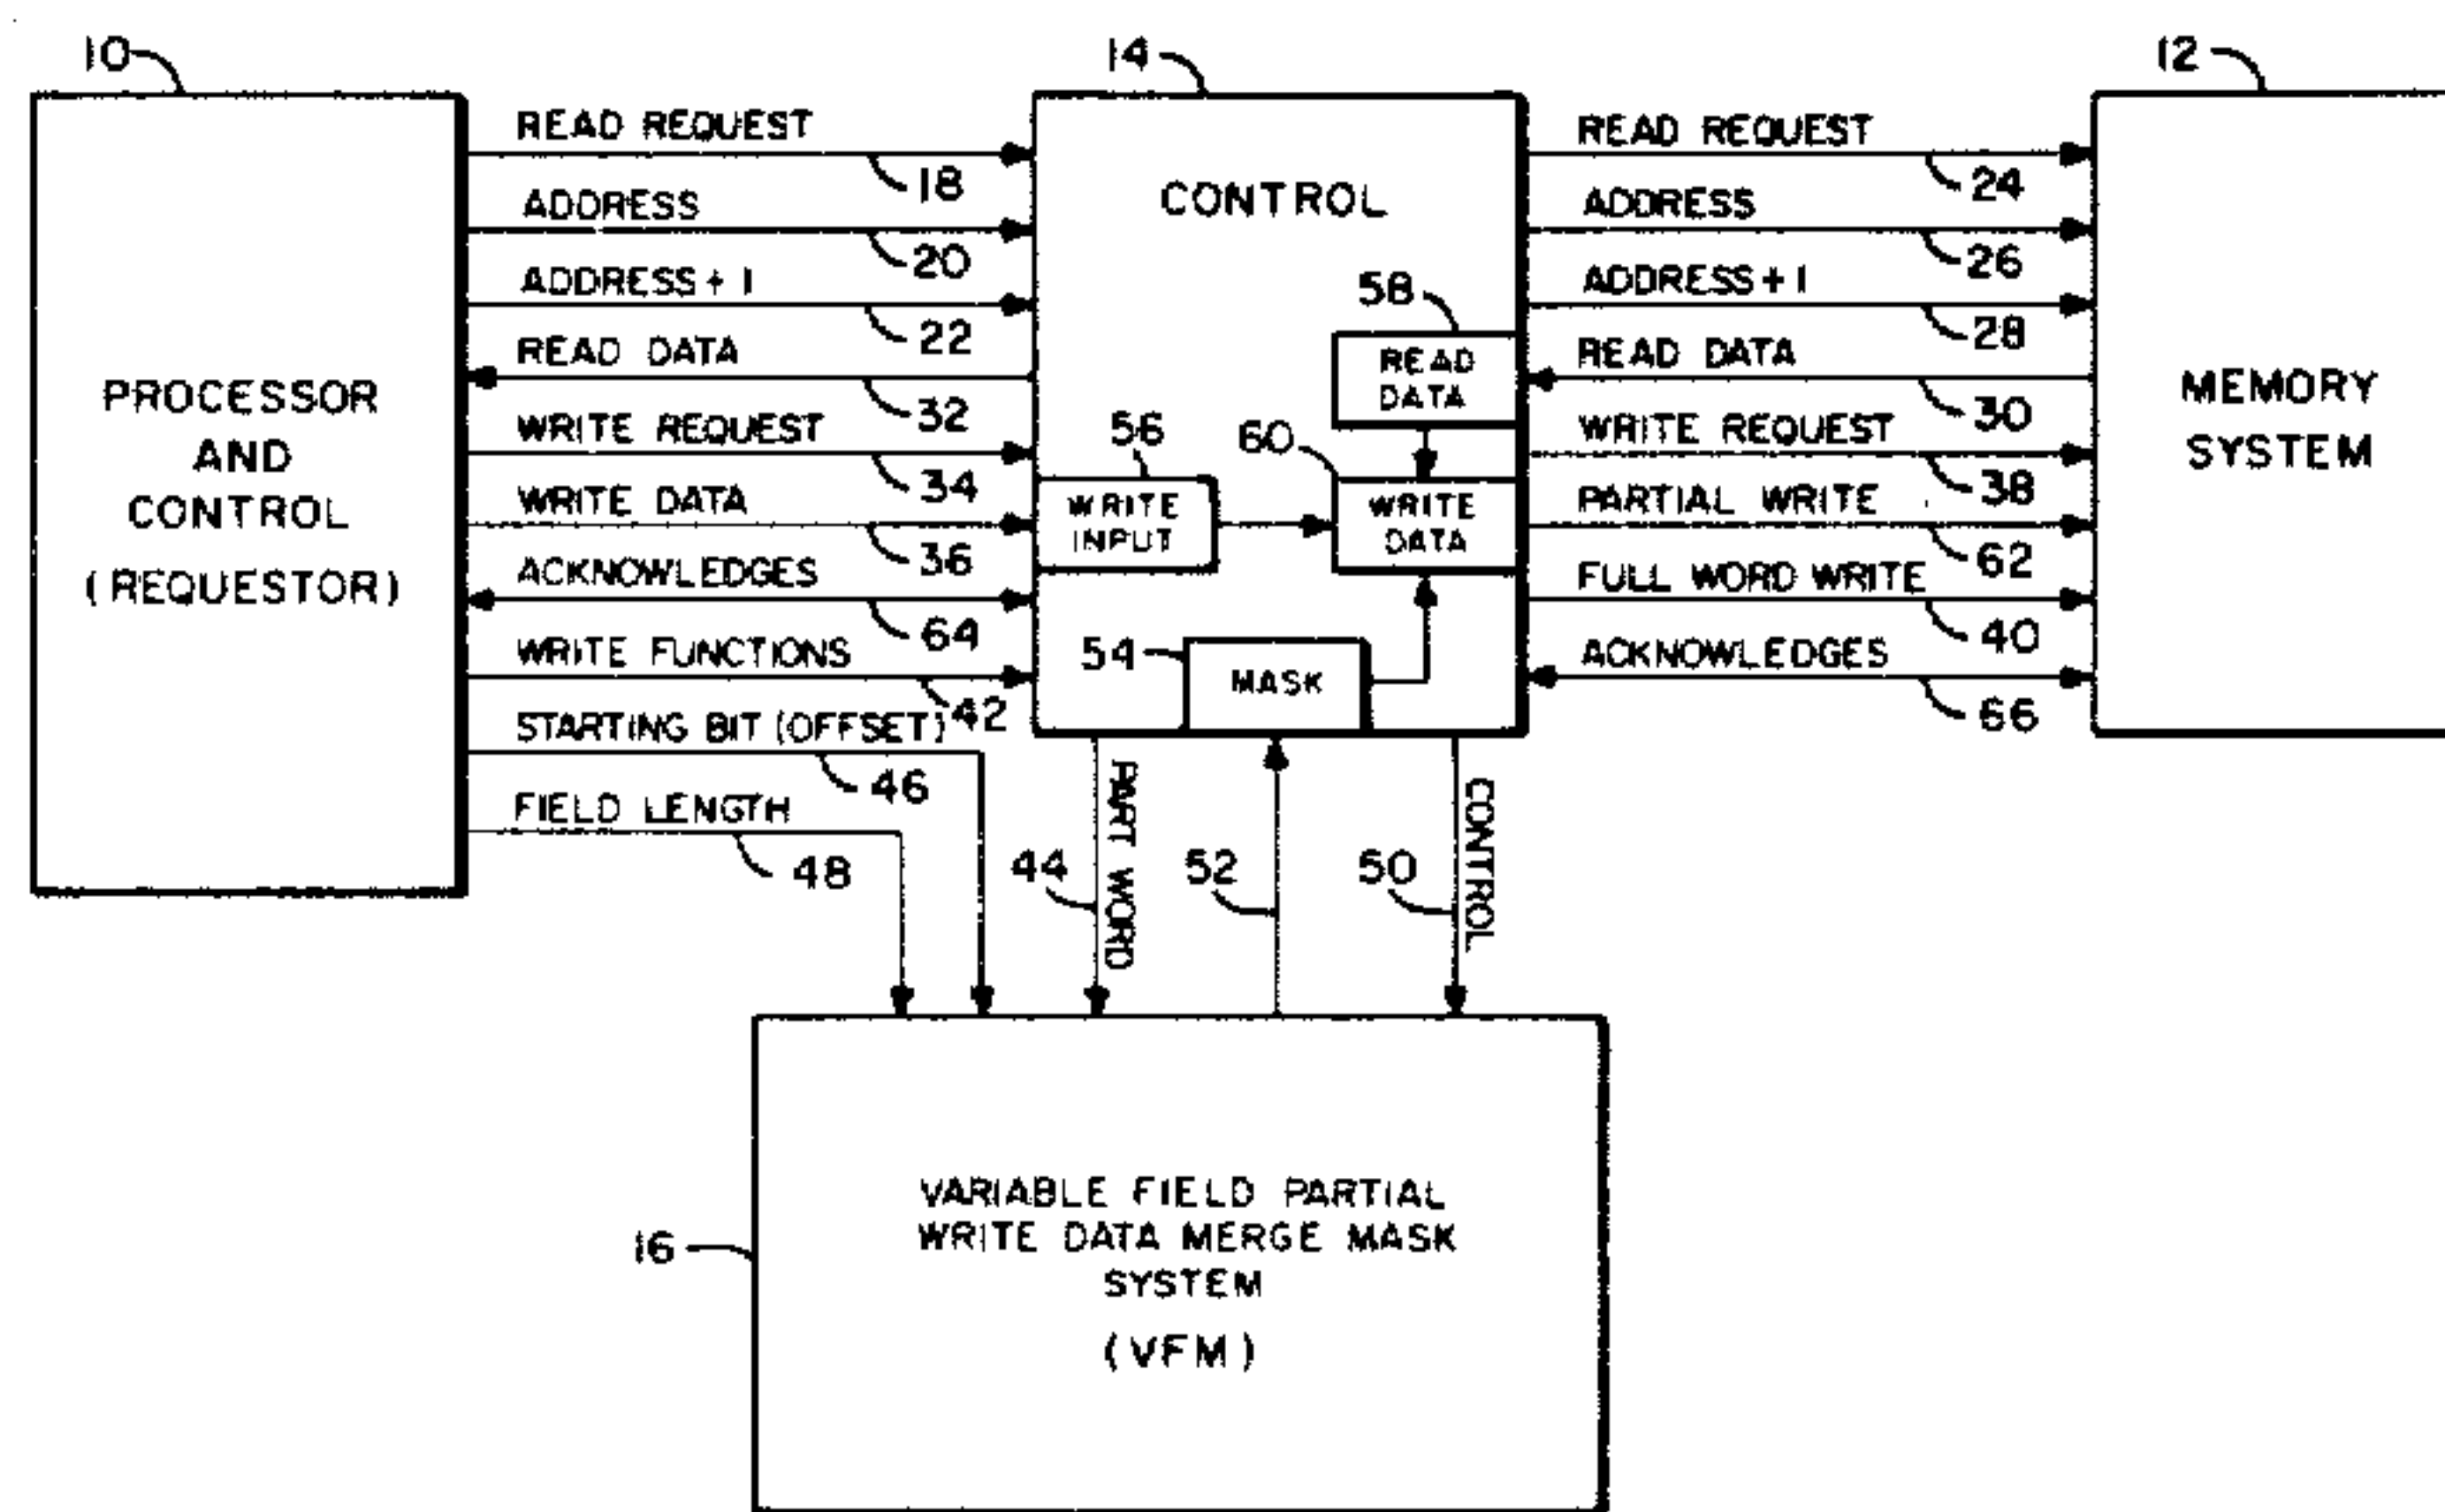 10
14
12
READ REQUEST
18
ADDRESS
20
ADDRESS+1
22
READ DATA
32
WRITE REQUEST
34
WRITE DATA
36
ACKNOWLEDGES
64
WRITE FUNCTIONS
42
STARTING BIT (OFFSET)
46
FIELD LENGTH
48
PROCESSOR
AND
CONTROL
(REQUESTOR)
CONTROL
58
READ
DATA
56
60
WRITE
INPUT
WRITE
DATA
54
MASK
READ REQUEST
24
ADDRESS
26
ADDRESS+1
28
READ DATA
30
WRITE REQUEST
38
PARTIAL WRITE
62
FULL WORD WRITE
40
ACKNOWLEDGES
66
MEMORY
SYSTEM
44
PART WORD
52
50
CONTROL
16
VARIABLE FIELD PARTIAL
WRITE DATA MERGE MASK
SYSTEM
(VFM)